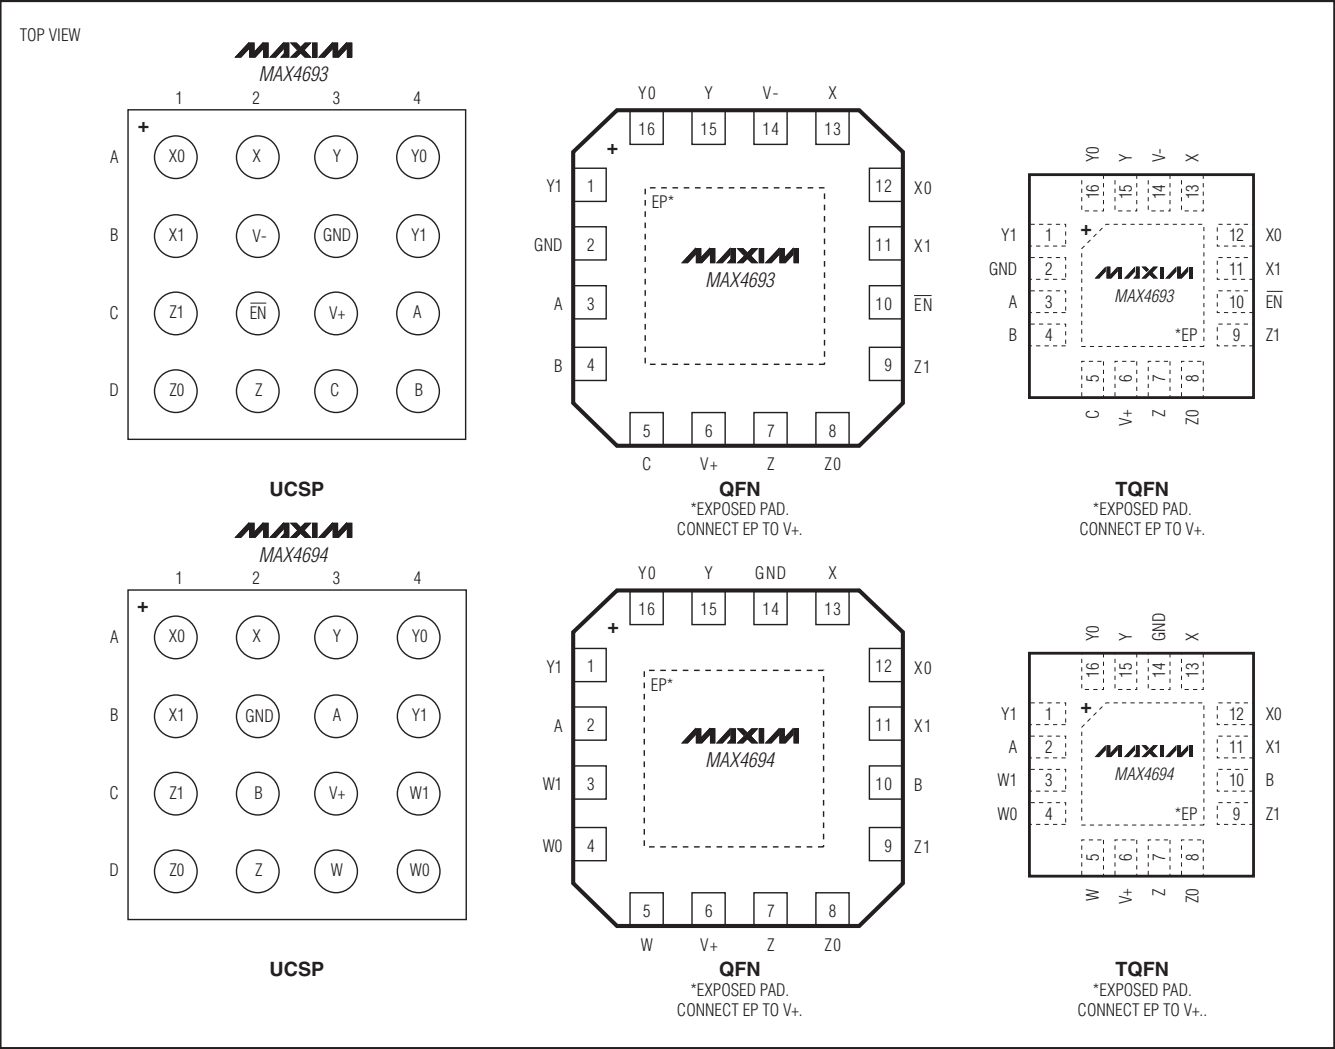 TOP VIEW
MAXIM
MAX4693
1 2 3 4
+
A X0 X Y Y0
B X1 V- GND Y1
C Z1 E̅N̅ V+ A
D Z0 Z C B
UCSP
Y0 Y V- X
16 15 14 13
+
Y1 1 12 X0
EP*
GND 2 11 X1
MAXIM
MAX4693
A 3 10 E̅N̅
B 4 9 Z1
5 6 7 8
C V+ Z Z0
QFN
*EXPOSED PAD.
CONNECT EP TO V+.
Y0 Y V- X
16 15 14 13
+
Y1 1 12 X0
GND 2 11 X1
MAXIM
MAX4693
A 3 10 E̅N̅
B 4 9 Z1
*EP
5 6 7 8
C V+ Z Z0
TQFN
*EXPOSED PAD.
CONNECT EP TO V+.
MAXIM
MAX4694
1 2 3 4
+
A X0 X Y Y0
B X1 GND A Y1
C Z1 B V+ W1
D Z0 Z W W0
UCSP
Y0 Y GND X
16 15 14 13
+
Y1 1 12 X0
EP*
A 2 11 X1
MAXIM
MAX4694
W1 3 10 B
W0 4 9 Z1
5 6 7 8
W V+ Z Z0
QFN
*EXPOSED PAD.
CONNECT EP TO V+.
Y0 Y GND X
16 15 14 13
+
Y1 1 12 X0
A 2 11 X1
MAXIM
MAX4694
W1 3 10 B
W0 4 9 Z1
*EP
5 6 7 8
W V+ Z Z0
TQFN
*EXPOSED PAD.
CONNECT EP TO V+..